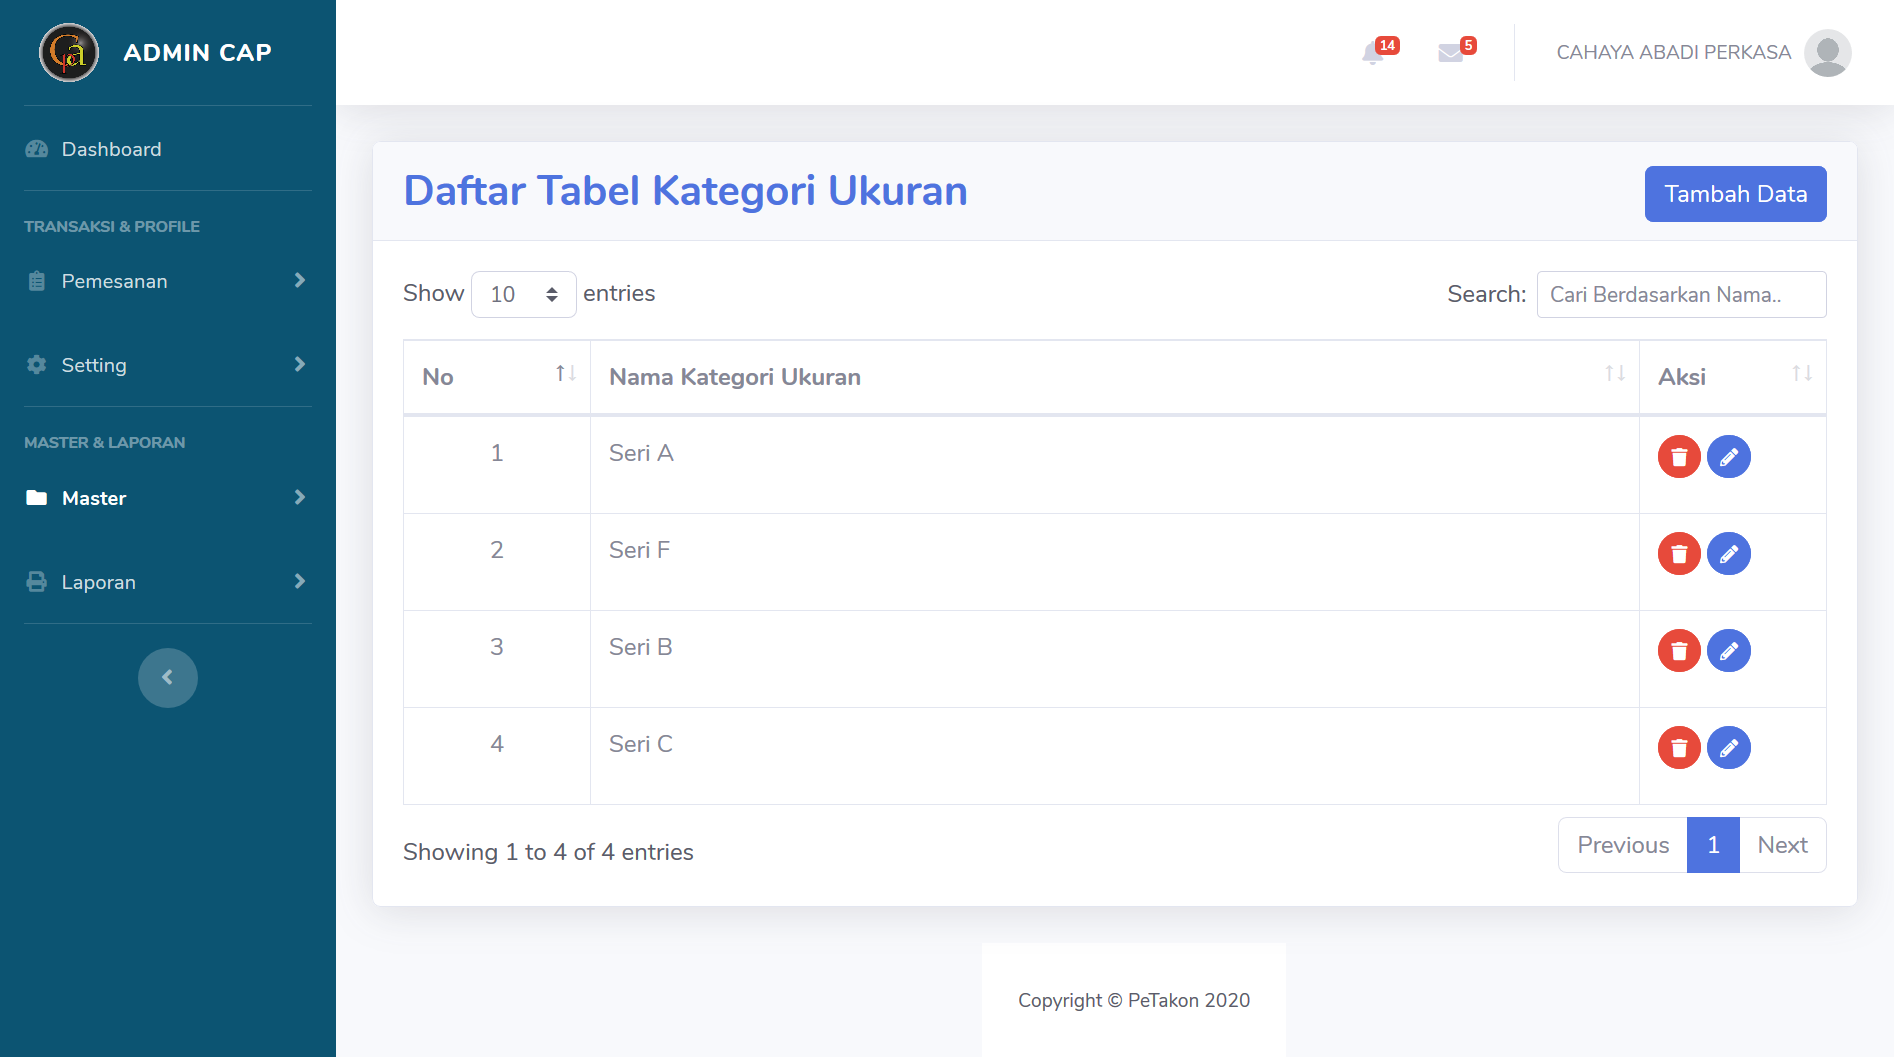 ADMIN CAP
14
5
CAHAYA ABADI PERKASA
Dashboard
TRANSAKSI & PROFILE
Pemesanan
Setting
MASTER & LAPORAN
Master
Laporan
Daftar Tabel Kategori Ukuran
Tambah Data
Show 10 entries
Search: Cari Berdasarkan Nama..
No Nama Kategori Ukuran Aksi
1 Seri A
2 Seri F
3 Seri B
4 Seri C
Showing 1 to 4 of 4 entries
Previous 1 Next
Copyright © PeTakon 2020